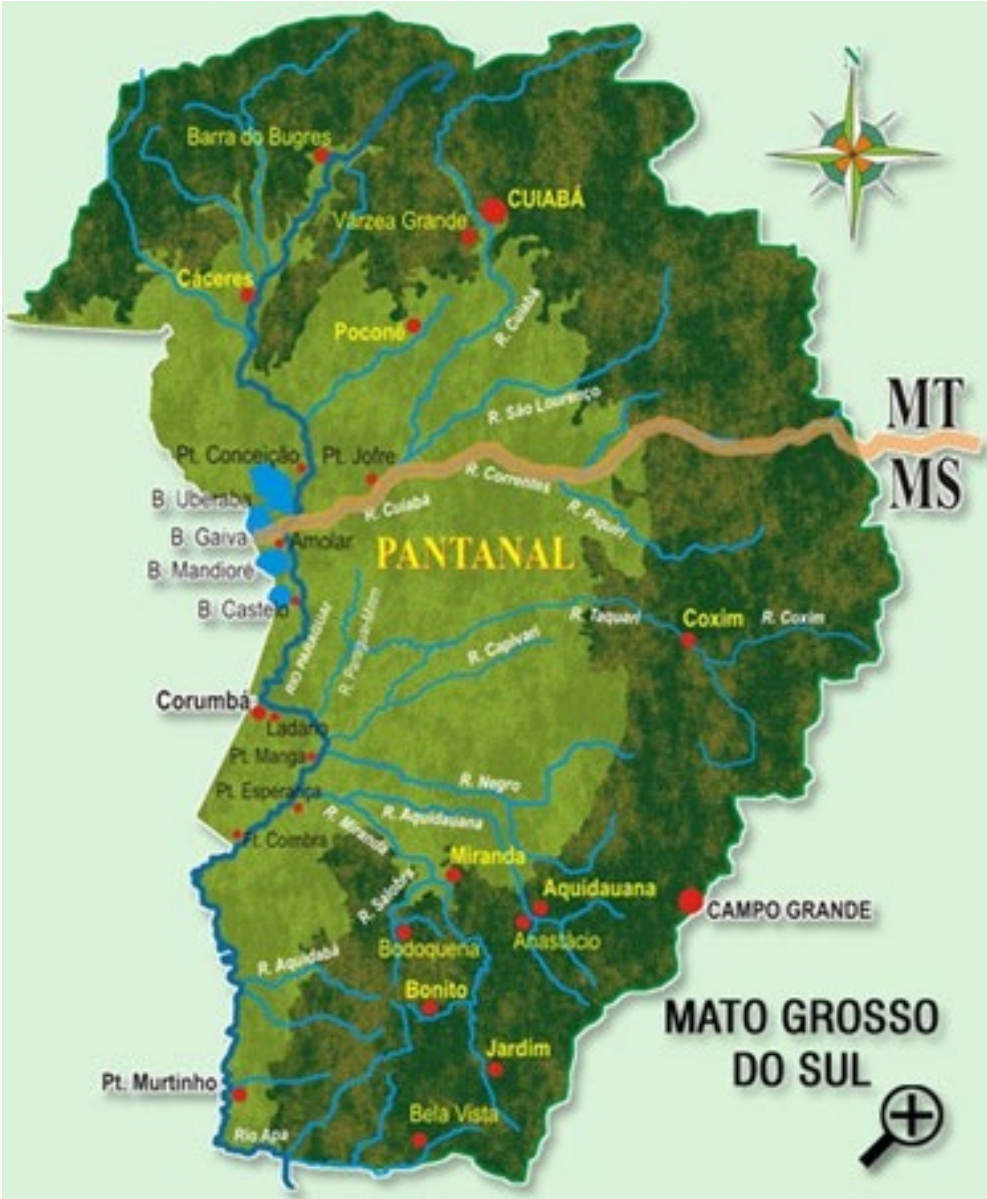 N
Barra do Bugres
CUIABÁ
Várzea Grande
Cáceres
R. Cuiabá
Poconé
MT
R. São Lourenço
Pt. Conceição
Pt. Jofre
MS
R. Correntes
B. Uberaba
R. Cuiabá
R. Piquiri
B. Gaiva
Amolar
PANTANAL
B. Mandioré
B. Castelo
RIO PARAGUAI
R. Paraguai-Mirim
R. Taquari
Coxim
R. Coxim
R. Capivari
Corumbá
Ladário
Pt. Manga
R. Negro
Pt. Esperança
R. Aquidauana
R. Miranda
Ft. Coimbra
Miranda
R. Salobra
Aquidauana
CAMPO GRANDE
Anastácio
Bodoquena
R. Aquidabã
Bonito
MATO GROSSO
DO SUL
Jardim
Pt. Murtinho
Bela Vista
Rio Apa